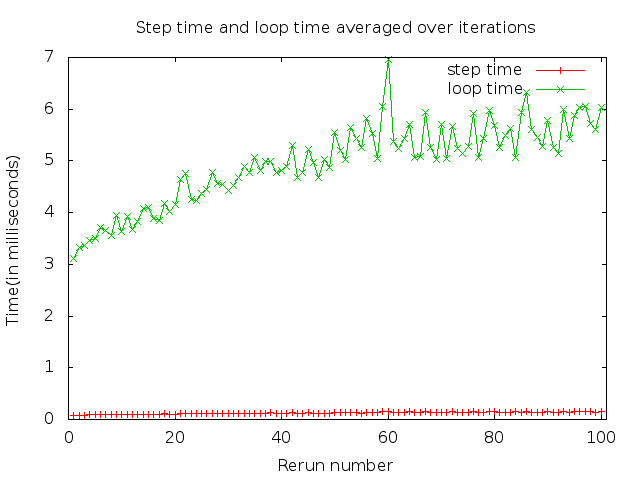 Step time and loop time averaged over iterations
step time
loop time
7
6
5
4
3
2
1
0
Time(in milliseconds)
0 20 40 60 80 100
Rerun number